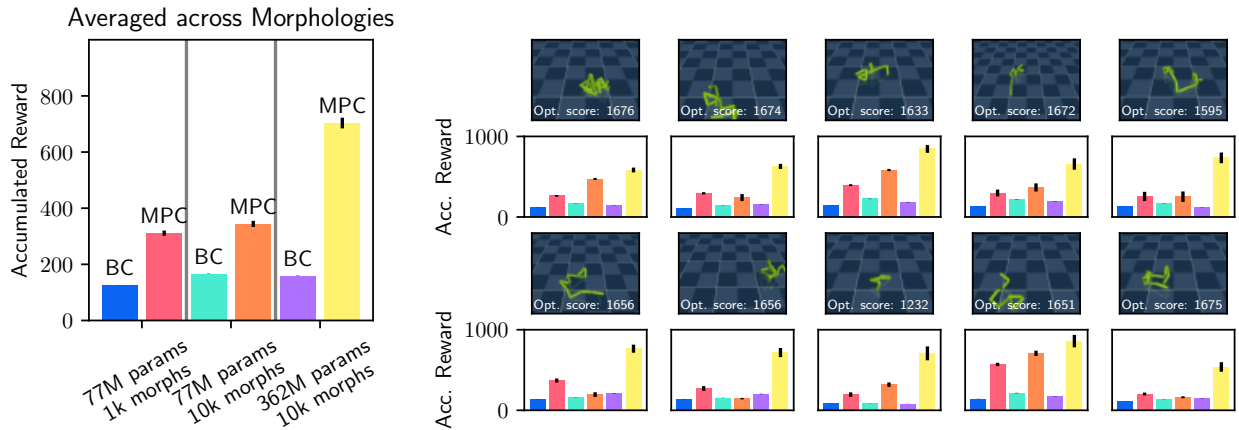 Averaged across Morphologies
Accumulated Reward
800
600
400
200
0
BC
MPC
BC
MPC
BC
MPC
77M params
1k morphs
77M params
10k morphs
362M params
10k morphs
Opt. score: 1676
Opt. score: 1674
Opt. score: 1633
Opt. score: 1672
Opt. score: 1595
Acc. Reward
1000
0
Opt. score: 1656
Opt. score: 1656
Opt. score: 1232
Opt. score: 1651
Opt. score: 1675
Acc. Reward
1000
0